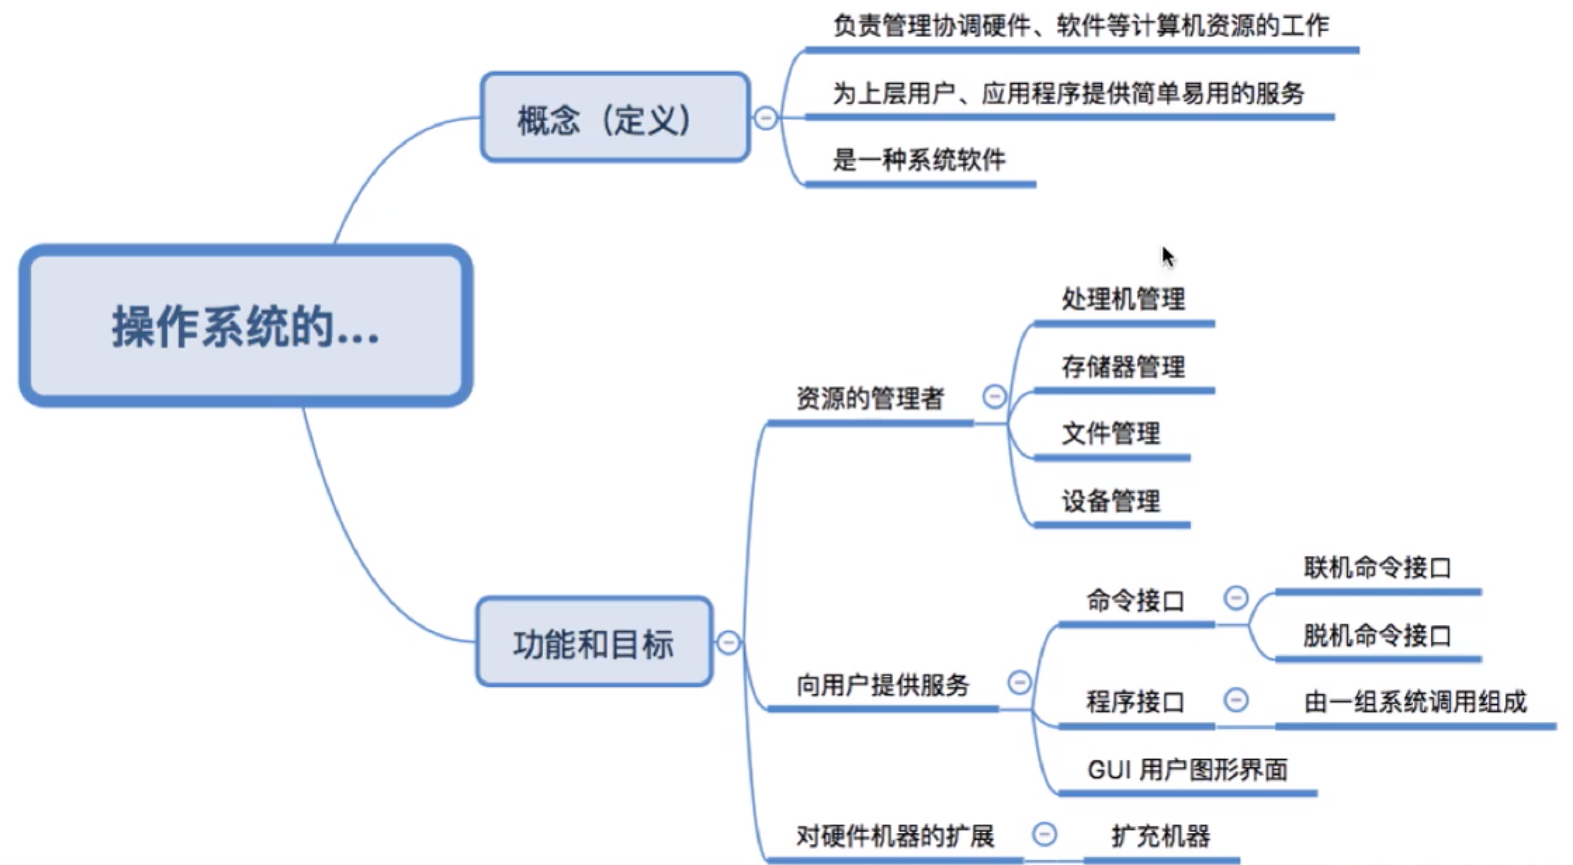 操作系统的...
概念（定义）
负责管理协调硬件、软件等计算机资源的工作
为上层用户、应用程序提供简单易用的服务
是一种系统软件
功能和目标
资源的管理者
处理机管理
存储器管理
文件管理
设备管理
向用户提供服务
命令接口
联机命令接口
脱机命令接口
程序接口
由一组系统调用组成
GUI 用户图形界面
对硬件机器的扩展
扩充机器